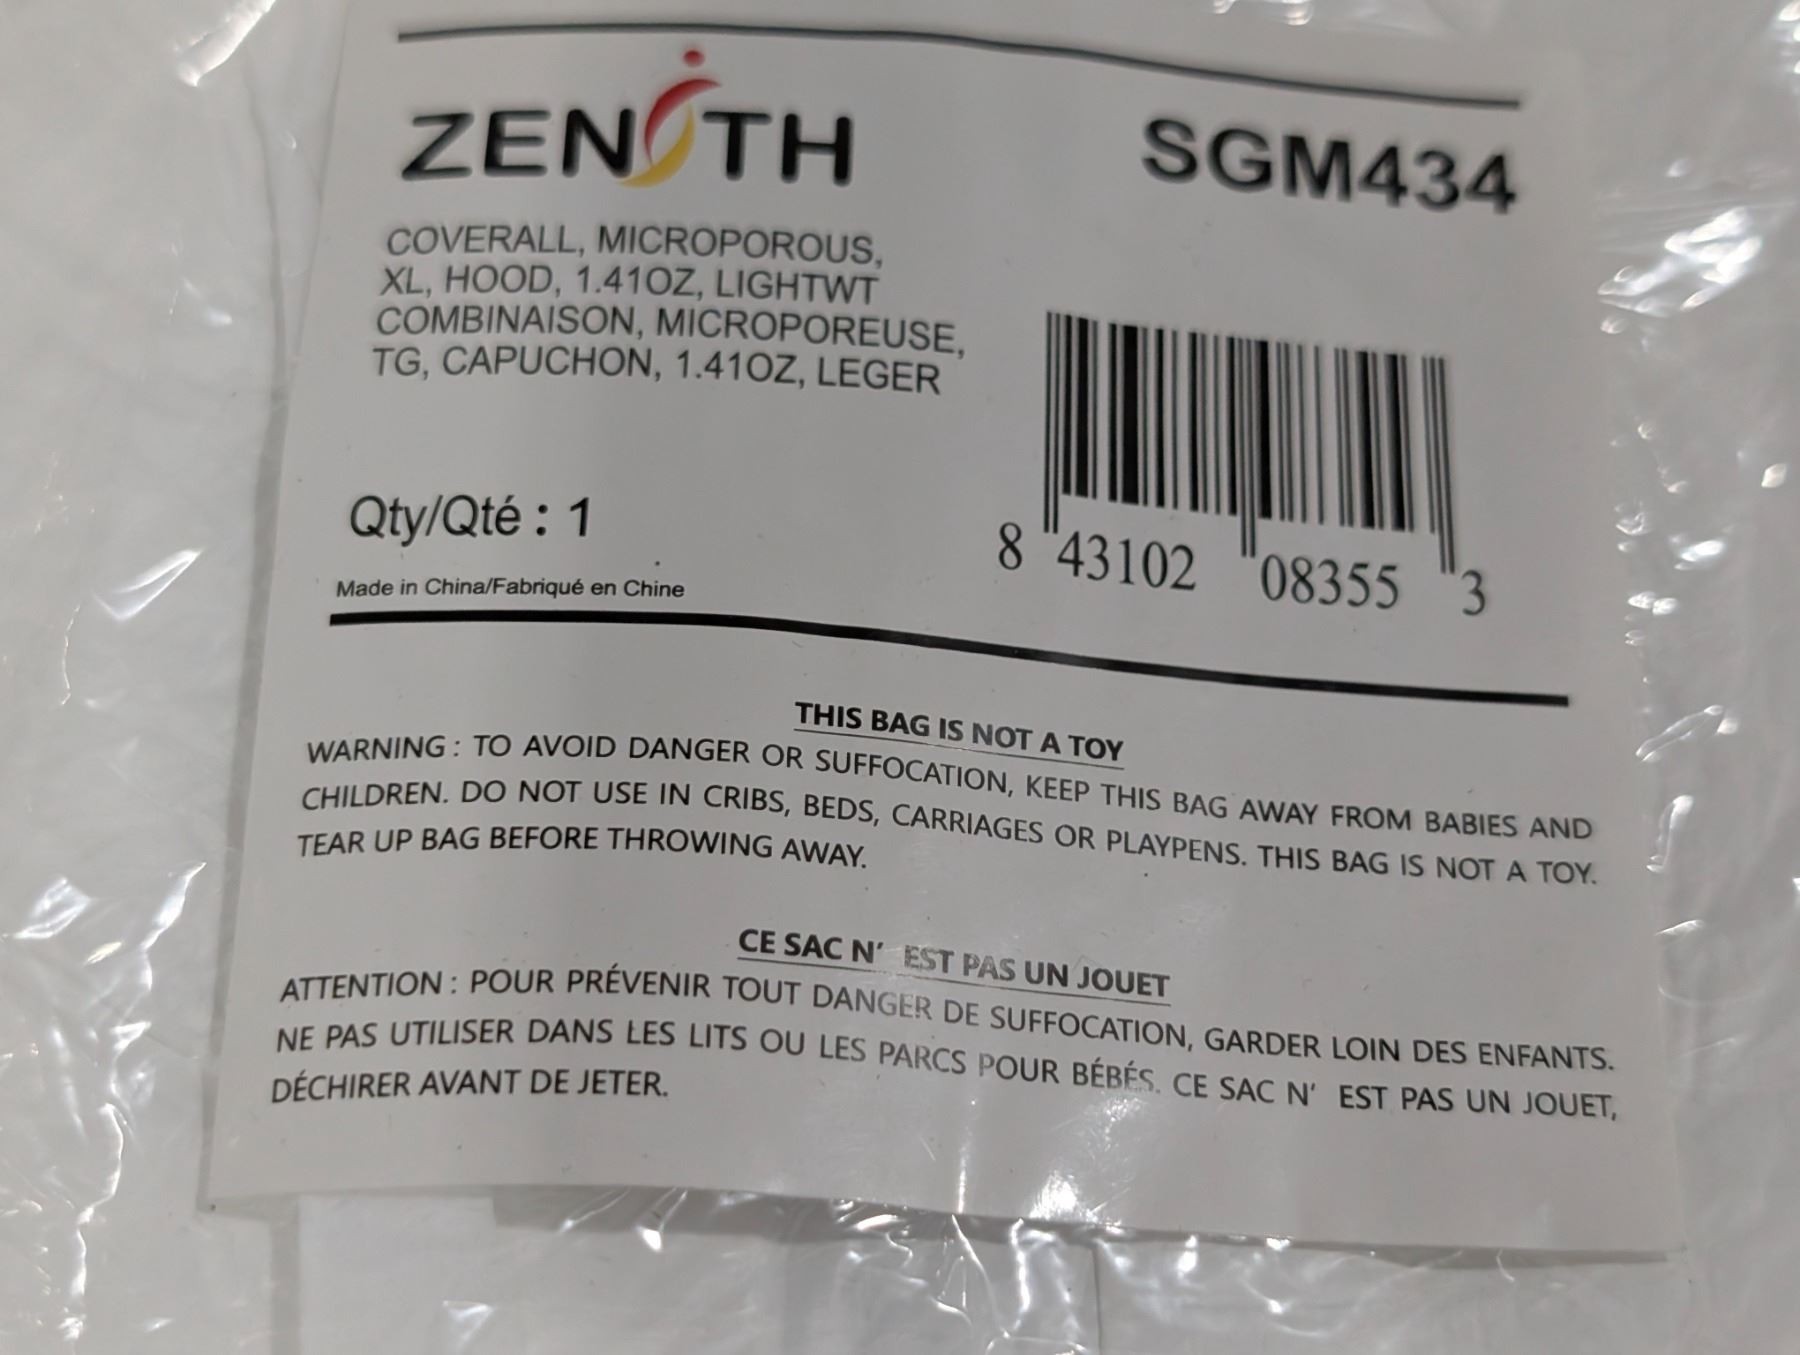 ZENITH
SGM434
COVERALL, MICROPOROUS,
XL, HOOD, 1.41OZ, LIGHTWT
COMBINAISON, MICROPOREUSE,
TG, CAPUCHON, 1.41OZ, LEGER
Qty/Qté : 1
8 43102 08355 3
Made in China/Fabriqué en Chine
THIS BAG IS NOT A TOY
WARNING : TO AVOID DANGER OR SUFFOCATION, KEEP THIS BAG AWAY FROM BABIES AND
CHILDREN. DO NOT USE IN CRIBS, BEDS, CARRIAGES OR PLAYPENS. THIS BAG IS NOT A TOY.
TEAR UP BAG BEFORE THROWING AWAY.
CE SAC N' EST PAS UN JOUET
ATTENTION : POUR PRÉVENIR TOUT DANGER DE SUFFOCATION, GARDER LOIN DES ENFANTS.
NE PAS UTILISER DANS LES LITS OU LES PARCS POUR BÉBÉS. CE SAC N' EST PAS UN JOUET,
DÉCHIRER AVANT DE JETER.